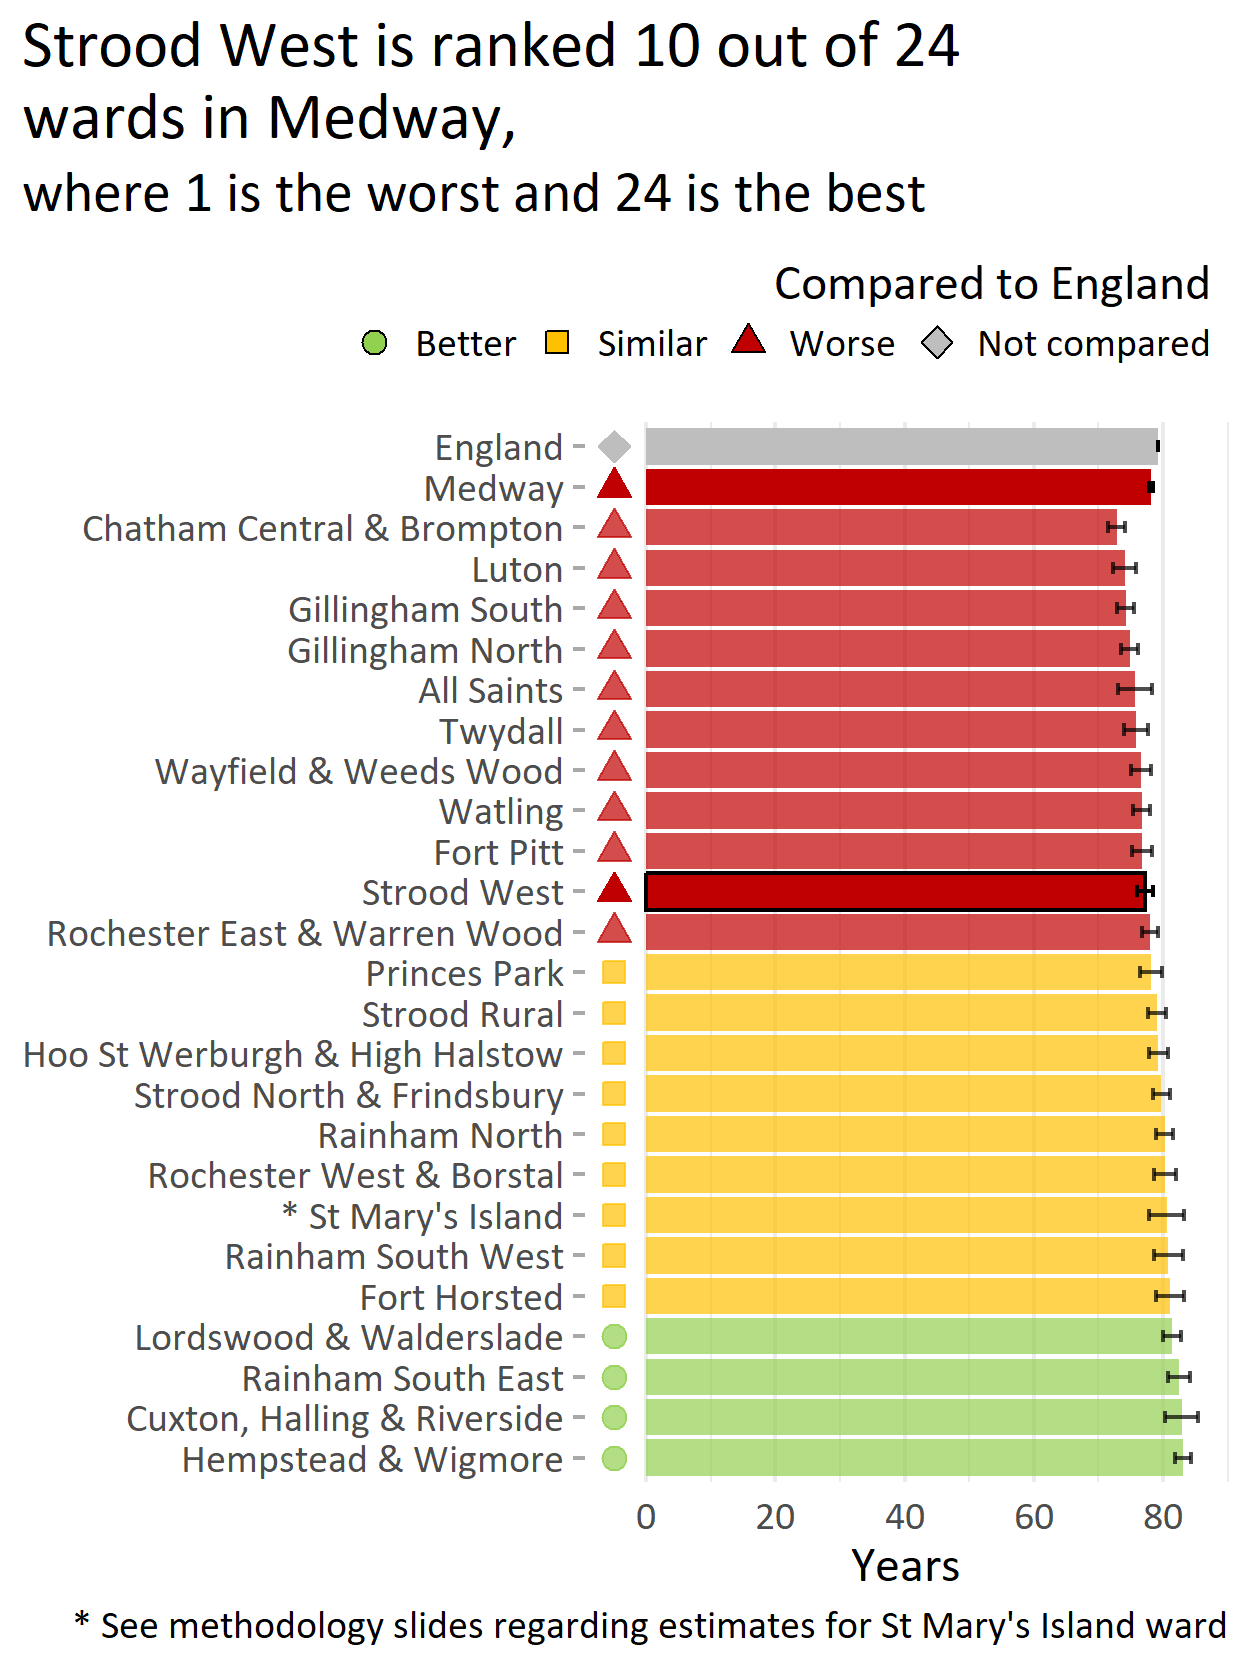 Strood West is ranked 10 out of 24
wards in Medway,
where 1 is the worst and 24 is the best
Compared to England
Better Similar Worse Not compared
England
Medway
Chatham Central & Brompton
Luton
Gillingham South
Gillingham North
All Saints
Twydall
Wayfield & Weeds Wood
Watling
Fort Pitt
Strood West
Rochester East & Warren Wood
Princes Park
Strood Rural
Hoo St Werburgh & High Halstow
Strood North & Frindsbury
Rainham North
Rochester West & Borstal
* St Mary's Island
Rainham South West
Fort Horsted
Lordswood & Walderslade
Rainham South East
Cuxton, Halling & Riverside
Hempstead & Wigmore
0 20 40 60 80
Years
* See methodology slides regarding estimates for St Mary's Island ward